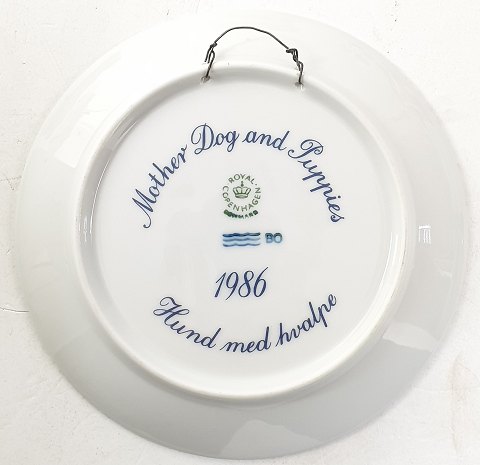 Mother Dog and Puppies
ROYAL
COPENHAGEN
DENMARK
BO
1986
Hund med hvalpe